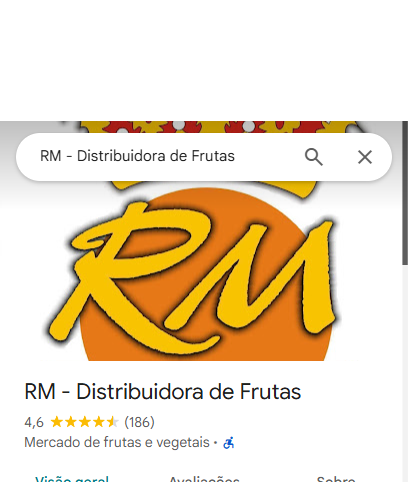 RM - Distribuidora de Frutas
RM
RM - Distribuidora de Frutas
4,6 (186)
Mercado de frutas e vegetais ·
Visão geral Avaliações Sobre